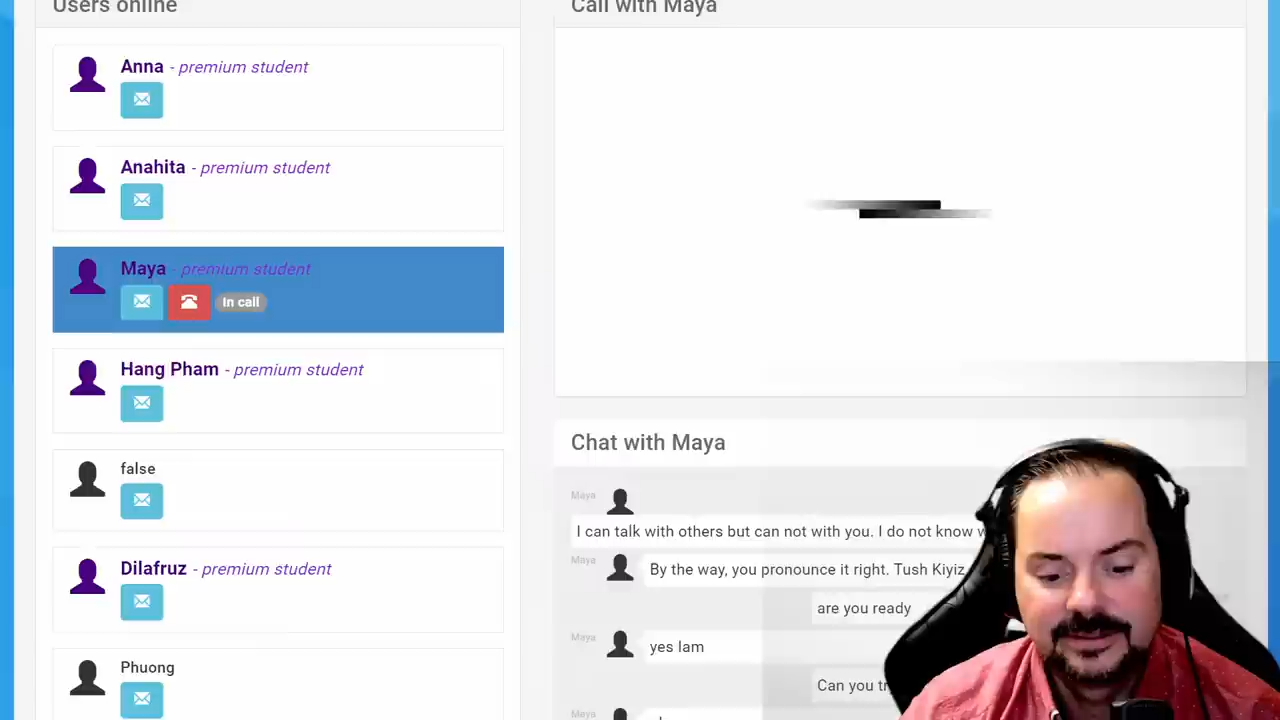 Users online
Anna - premium student
Anahita - premium student
Maya - premium student
In call
Hang Pham - premium student
false
Dilafruz - premium student
Phuong
Call with Maya
Chat with Maya
Maya
I can talk with others but can not with you. I do not know
Maya
By the way, you pronounce it right. Tush Kiyiz
are you ready
Maya
yes Iam
Can you
Maya